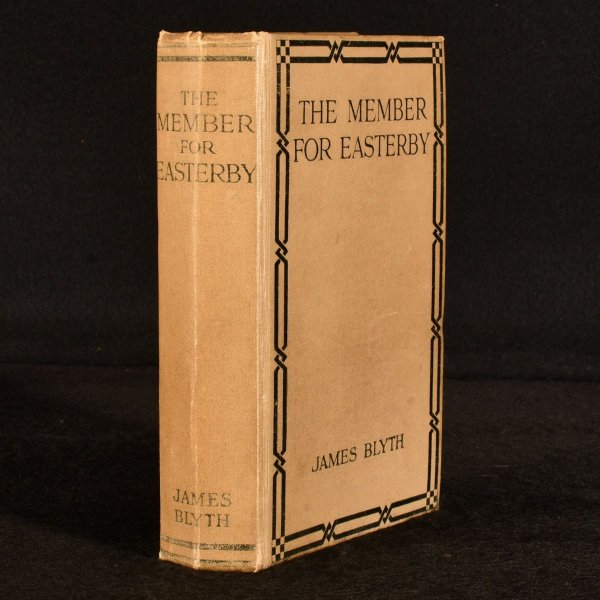 THE
MEMBER
FOR
EASTERBY
JAMES
BLYTH
THE MEMBER
FOR EASTERBY
JAMES BLYTH